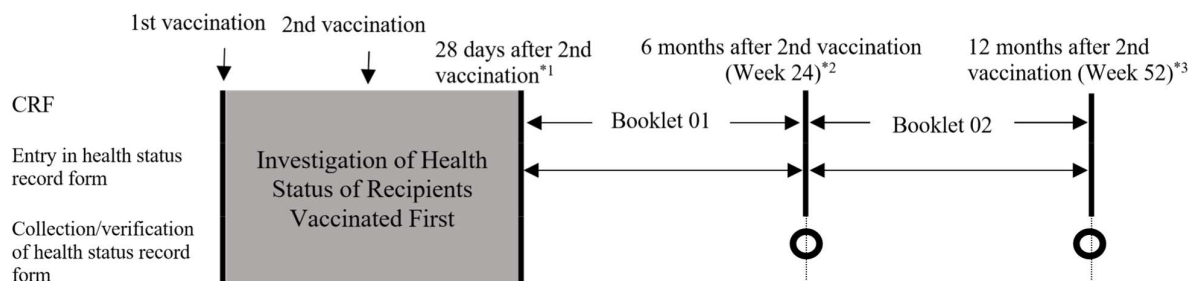 1st vaccination
2nd vaccination
28 days after 2nd
vaccination*1
6 months after 2nd vaccination
(Week 24)*2
12 months after 2nd
vaccination (Week 52)*3
CRF
Booklet 01
Booklet 02
Entry in health status
record form
Investigation of Health
Status of Recipients
Vaccinated First
Collection/verification
of health status record
form